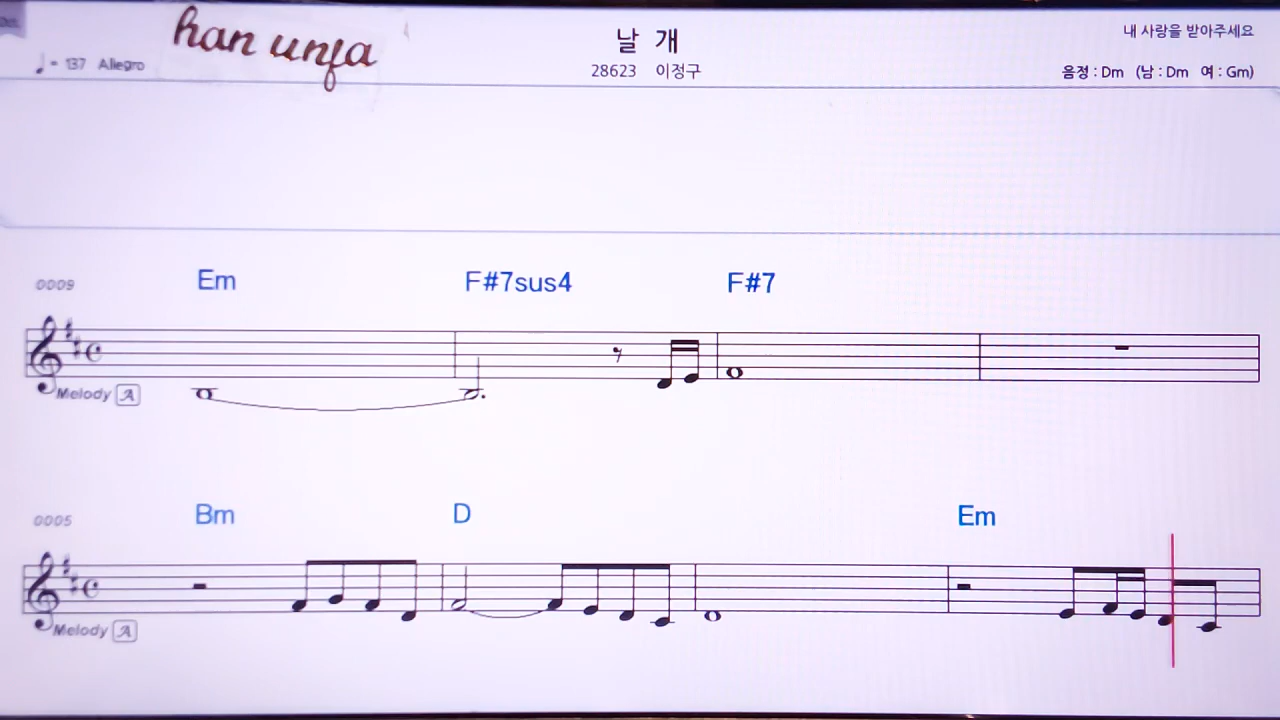 han unfa
날 개
내 사랑을 받아주세요
♩= 137 Allegro
28623 이정구
음정 : Dm (남 : Dm 여 : Gm)
0009
Em F#7sus4 F#7
Melody A
0005
Bm D Em
Melody A